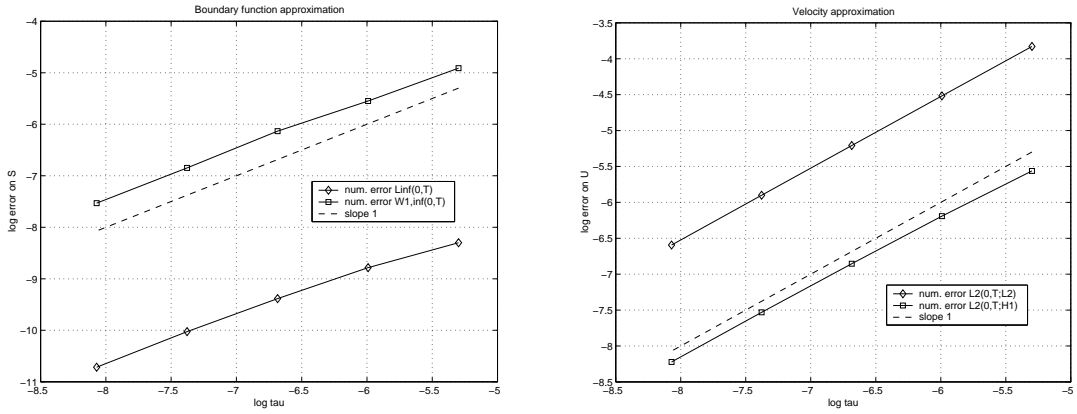 Boundary function approximation
−4
−5
−6
−7
−8
−9
−10
−11
log error on S
num. error Linf(0,T)
num. error W1,inf(0,T)
slope 1
−8.5
−8
−7.5
−7
−6.5
−6
−5.5
−5
log tau
Velocity approximation
−3.5
−4
−4.5
−5
−5.5
−6
−6.5
−7
−7.5
−8
−8.5
log error on U
num. error L2(0,T;L2)
num. error L2(0,T;H1)
slope 1
−8.5
−8
−7.5
−7
−6.5
−6
−5.5
−5
log tau